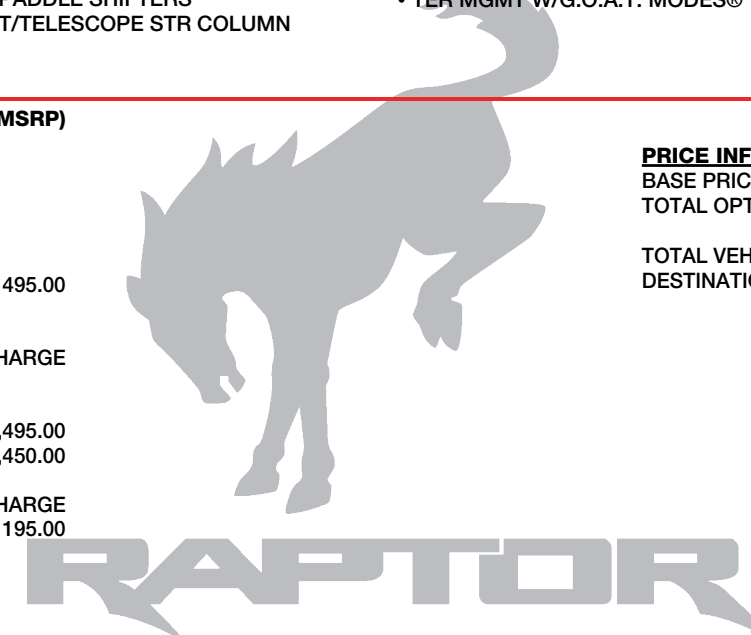 PADDLE SHIFTERS
T/TELESCOPE STR COLUMN
• TER MGMT W/G.O.A.T. MODES®
MSRP)
495.00
HARGE
,495.00
,450.00
HARGE
195.00
PRICE INF
BASE PRIC
TOTAL OPT
TOTAL VEH
DESTINATIO
RAPTOR